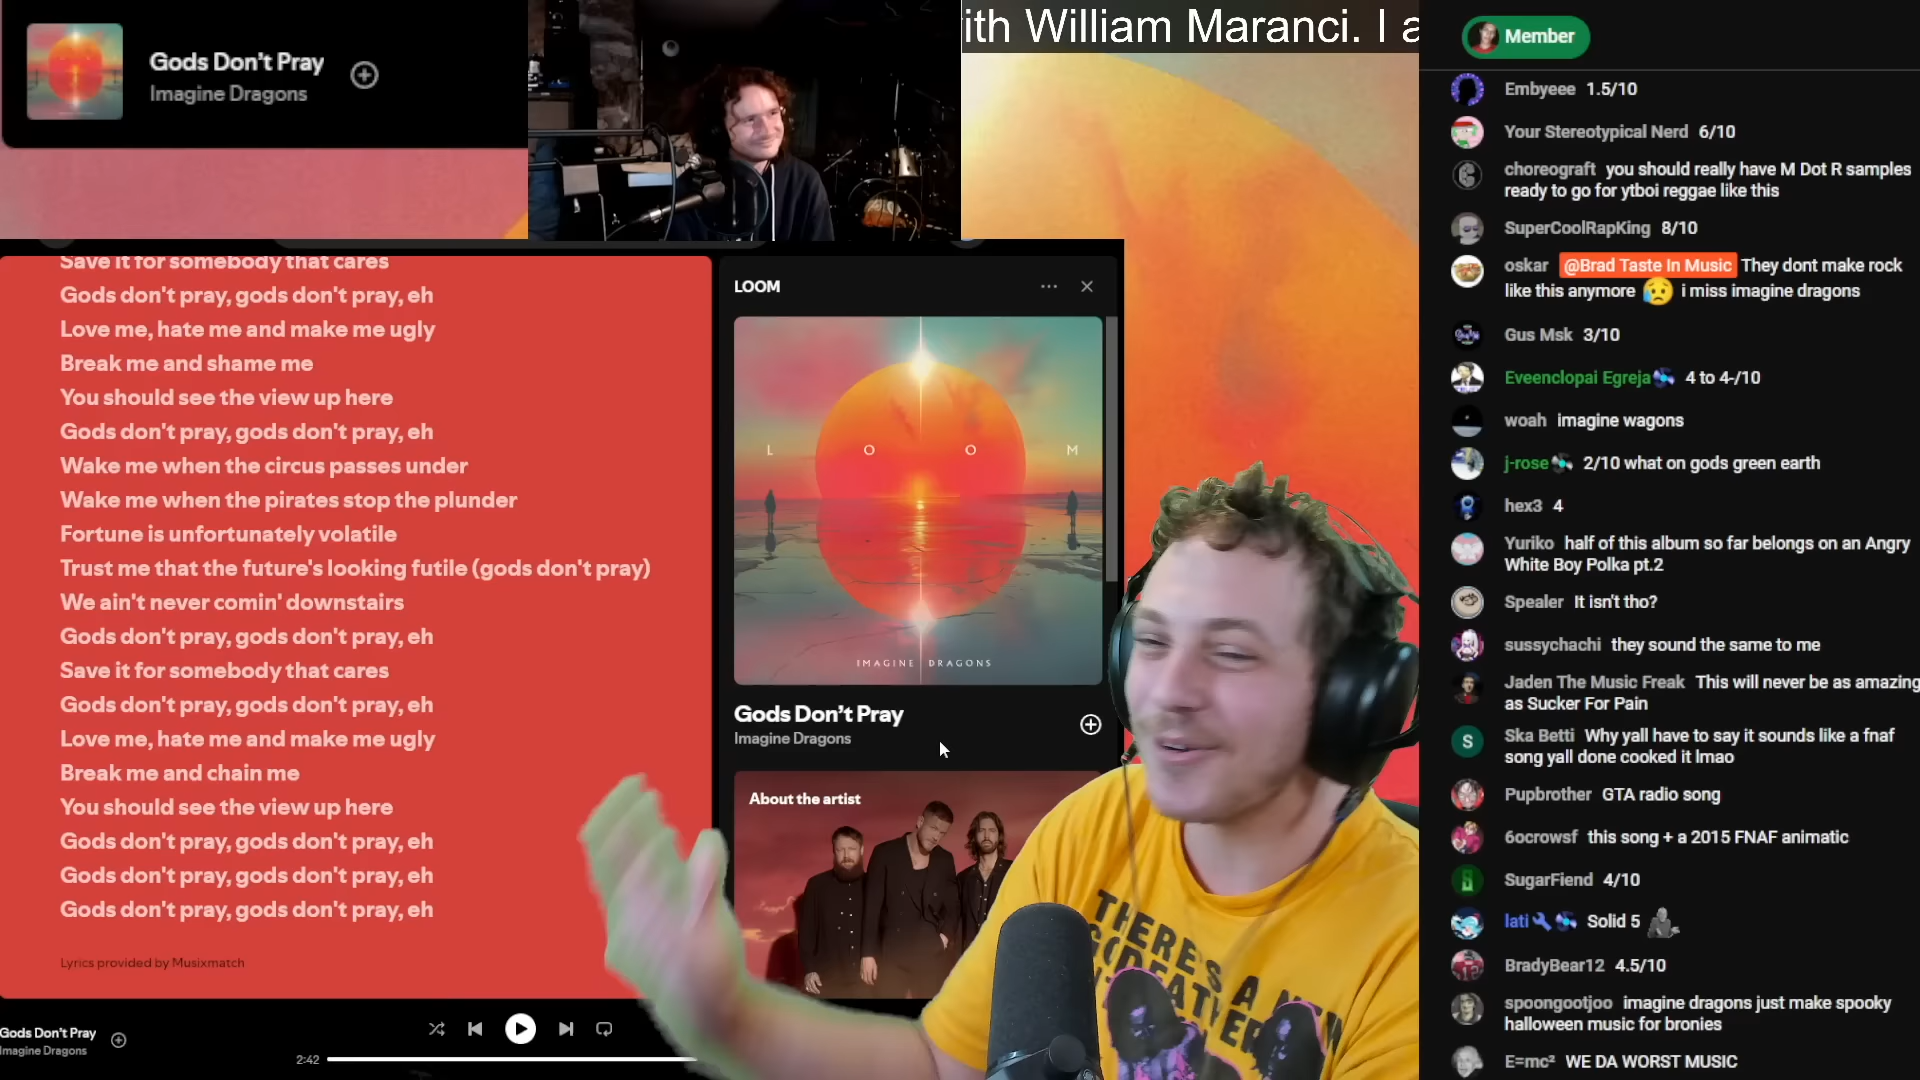 Gods Don't Pray
Imagine Dragons
ith William Maranci. I a
Save it for somebody that cares
Gods don't pray, gods don't pray, eh
Love me, hate me and make me ugly
Break me and shame me
You should see the view up here
Gods don't pray, gods don't pray, eh
Wake me when the circus passes under
Wake me when the pirates stop the plunder
Fortune is unfortunately volatile
Trust me that the future's looking futile (gods don't pray)
We ain't never comin' downstairs
Gods don't pray, gods don't pray, eh
Save it for somebody that cares
Gods don't pray, gods don't pray, eh
Love me, hate me and make me ugly
Break me and chain me
You should see the view up here
Gods don't pray, gods don't pray, eh
Gods don't pray, gods don't pray, eh
Gods don't pray, gods don't pray, eh
Lyrics provided by Musixmatch
LOOM
L O O M
IMAGINE DRAGONS
Gods Don't Pray
Imagine Dragons
About the artist
THERE'S A NEW
Gods Don't Pray
Imagine Dragons
2:42
Member
Embyeee 1.5/10
Your Stereotypical Nerd 6/10
choreograft you should really have M Dot R samples
ready to go for ytboi reggae like this
SuperCoolRapKing 8/10
oskar @Brad Taste In Music They dont make rock
like this anymore 😥 i miss imagine dragons
Gus Msk 3/10
Eveenclopai Egreja 4 to 4-/10
woah imagine wagons
j-rose 2/10 what on gods green earth
hex3 4
Yuriko half of this album so far belongs on an Angry
White Boy Polka pt.2
Spealer It isn't tho?
sussychachi they sound the same to me
Jaden The Music Freak This will never be as amazing
as Sucker For Pain
S
Ska Betti Why yall have to say it sounds like a fnaf
song yall done cooked it lmao
Pupbrother GTA radio song
6ocrowsf this song + a 2015 FNAF animatic
SugarFiend 4/10
lati Solid 5
BradyBear12 4.5/10
spoongootjoo imagine dragons just make spooky
halloween music for bronies
E=mc² WE DA WORST MUSIC